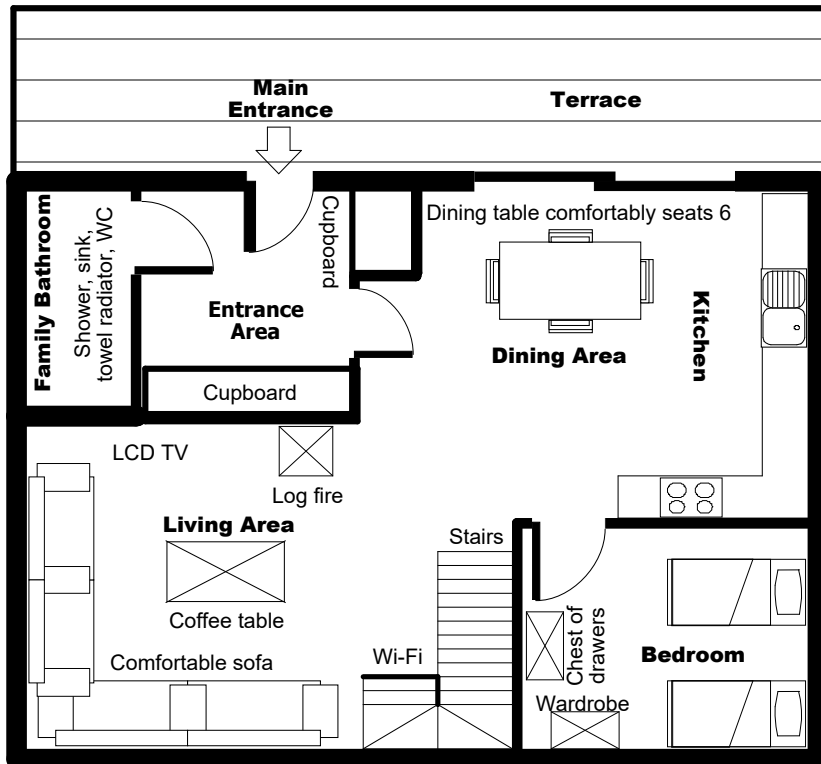 Main
Entrance
Terrace
Family Bathroom
Shower, sink,
towel radiator, WC
Cupboard
Dining table comfortably seats 6
Entrance
Area
Dining Area
Kitchen
Cupboard
LCD TV
Log fire
Living Area
Stairs
Coffee table
Comfortable sofa
Wi-Fi
Chest of
drawers
Bedroom
Wardrobe